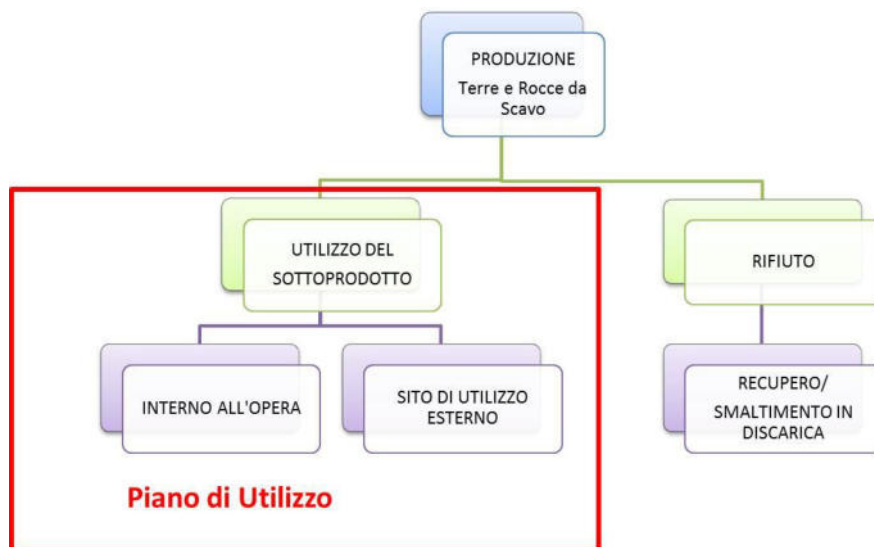 PRODUZIONE
Terre e Rocce da
Scavo
UTILIZZO DEL
SOTTOPRODOTTO
RIFIUTO
INTERNO ALL'OPERA
SITO DI UTILIZZO
ESTERNO
RECUPERO/
SMALTIMENTO IN
DISCARICA
Piano di Utilizzo